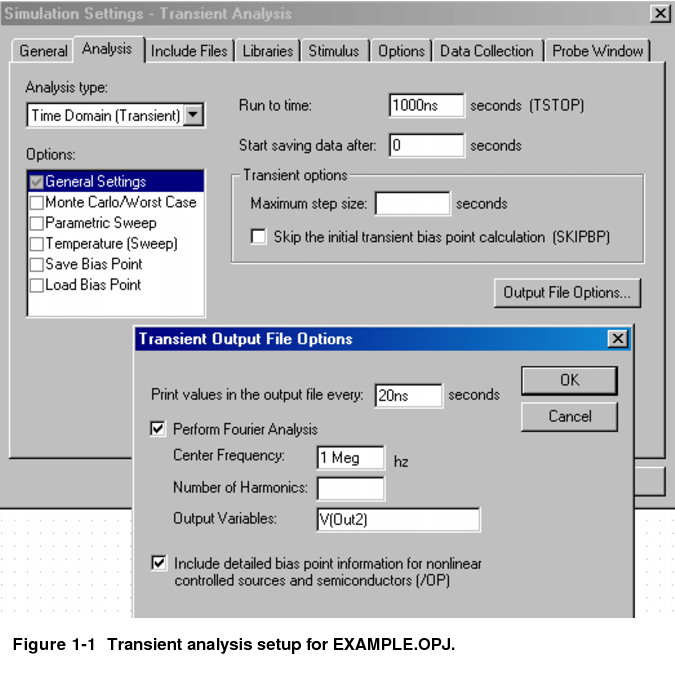 Simulation Settings - Transient Analysis
General Analysis Include Files Libraries Stimulus Options Data Collection Probe Window
Analysis type:
Time Domain (Transient)
Options:
General Settings
Monte Carlo/Worst Case
Parametric Sweep
Temperature (Sweep)
Save Bias Point
Load Bias Point
Run to time: 1000ns seconds (TSTOP)
Start saving data after: 0 seconds
Transient options
Maximum step size: seconds
Skip the initial transient bias point calculation (SKIPBP)
Output File Options...
Transient Output File Options
Print values in the output file every: 20ns seconds
OK
Cancel
Perform Fourier Analysis
Center Frequency: 1 Meg hz
Number of Harmonics:
Output Variables: V(Out2)
Include detailed bias point information for nonlinear
controlled sources and semiconductors (/OP)
Figure 1-1 Transient analysis setup for EXAMPLE.OPJ.